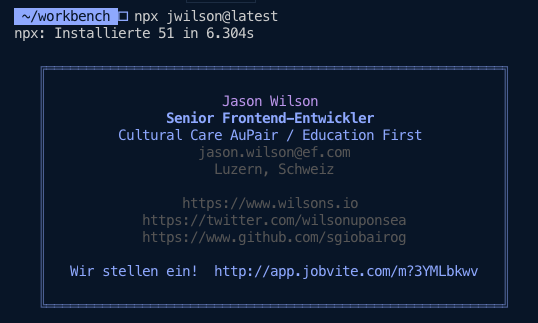 ~/workbench npx jwilson@latest
npx: Installierte 51 in 6.304s
Jason Wilson
Senior Frontend-Entwickler
Cultural Care AuPair / Education First
jason.wilson@ef.com
Luzern, Schweiz
https://www.wilsons.io
https://twitter.com/wilsonuponsea
https://www.github.com/sgiobairog
Wir stellen ein! http://app.jobvite.com/m?3YMLbkwv